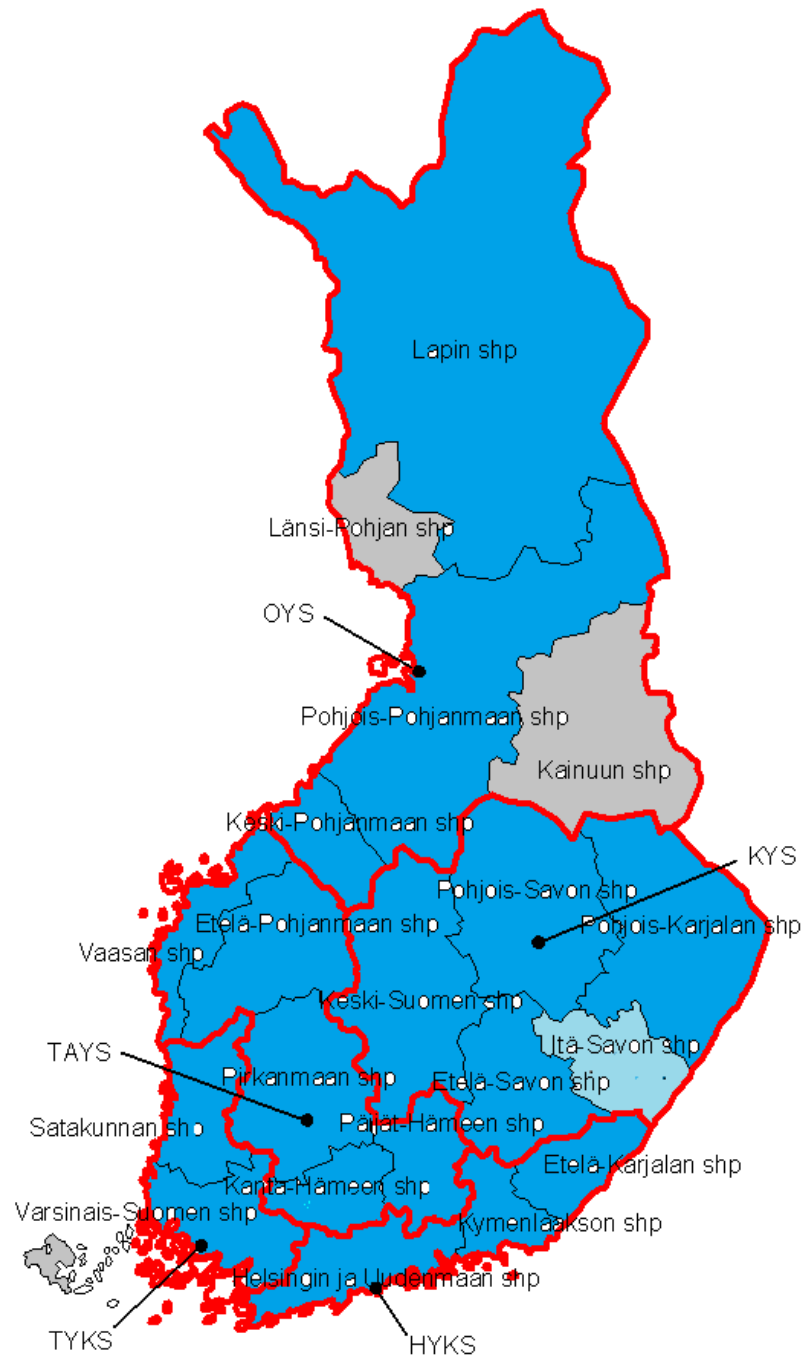 Lapin shp
Länsi-Pohjan shp
OYS
Pohjois-Pohjanmaan shp
Kainuun shp
Keski-Pohjanmaan shp
KYS
Pohjois-Savon shp
Etelä-Pohjanmaan shp
Pohjois-Karjalan shp
Vaasan shp
Keski-Suomen shp
Itä-Savon shp
TAYS
Pirkanmaan shp
Etelä-Savon shp
Päijät-Hämeen shp
Satakunnan shp
Etelä-Karjalan shp
Kanta-Hämeen shp
Varsinais-Suomen shp
Kymenlaakson shp
Helsingin ja Uudenmaan shp
TYKS
HYKS